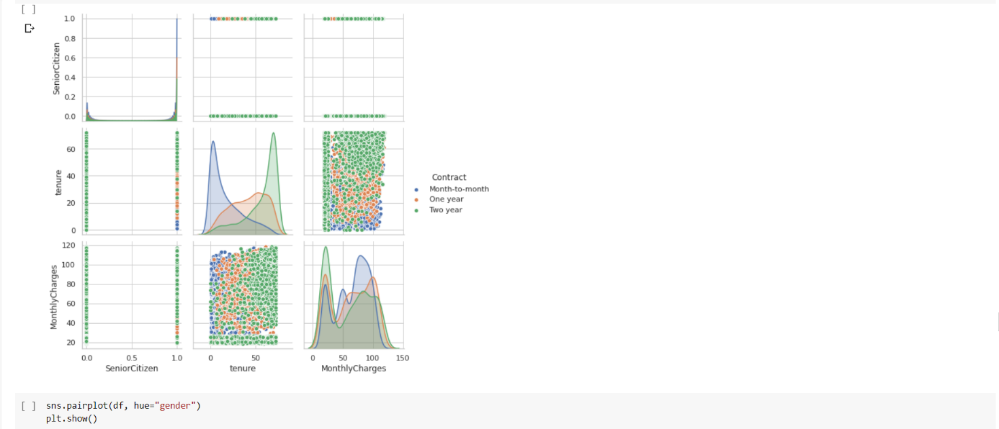 [ ]
1.0
0.8
0.6
0.4
0.2
0.0
SeniorCitizen
60
40
20
0
tenure
Contract
Month-to-month
One year
Two year
120
100
80
60
40
20
MonthlyCharges
0.0 0.5 1.0 0 50 0 50 100 150
SeniorCitizen tenure MonthlyCharges
[ ] sns.pairplot(df, hue="gender")
plt.show()